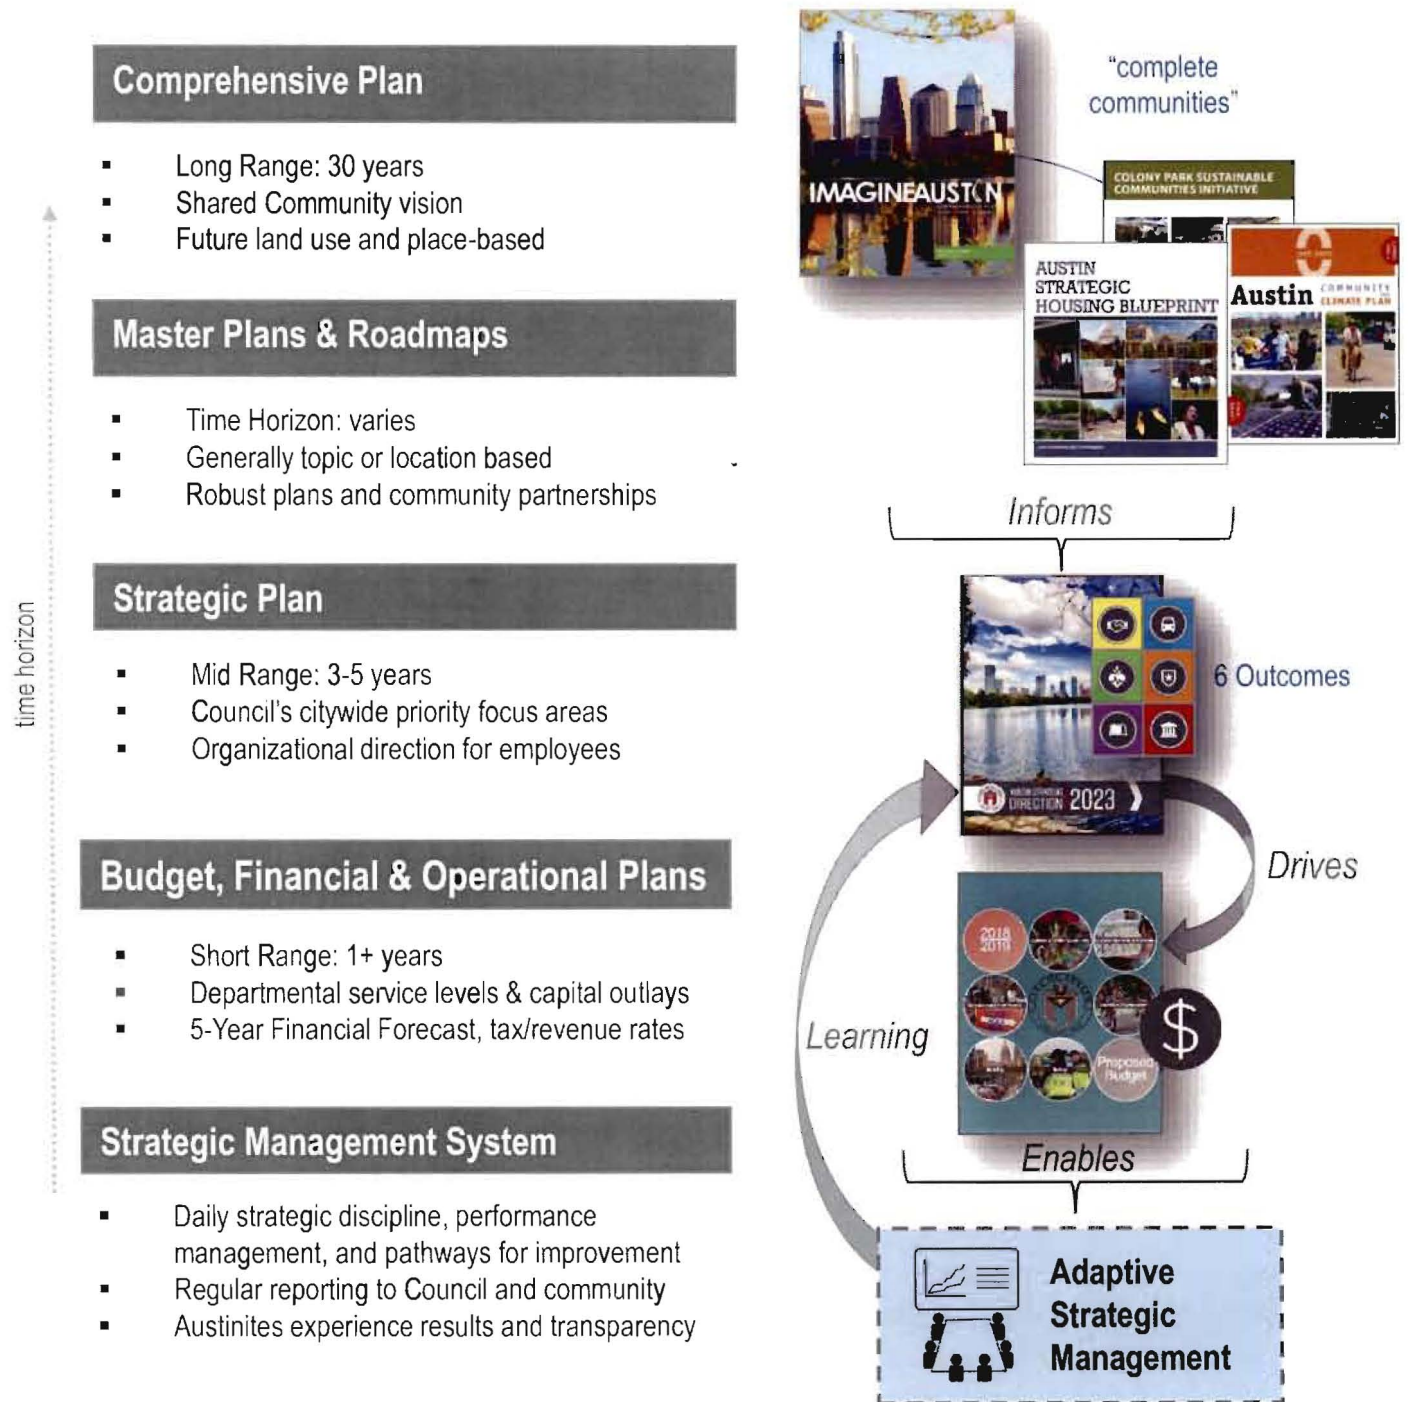 Comprehensive Plan
▪ Long Range: 30 years
▪ Shared Community vision
▪ Future land use and place-based
Master Plans & Roadmaps
▪ Time Horizon: varies
▪ Generally topic or location based
▪ Robust plans and community partnerships
Strategic Plan
▪ Mid Range: 3-5 years
▪ Council's citywide priority focus areas
▪ Organizational direction for employees
Budget, Financial & Operational Plans
▪ Short Range: 1+ years
▪ Departmental service levels & capital outlays
▪ 5-Year Financial Forecast, tax/revenue rates
Strategic Management System
▪ Daily strategic discipline, performance
management, and pathways for improvement
▪ Regular reporting to Council and community
▪ Austinites experience results and transparency
time horizon
IMAGINEAUSTIN
"complete
communities"
COLONY PARK SUSTAINABLE
COMMUNITIES INITIATIVE
AUSTIN
STRATEGIC
HOUSING BLUEPRINT
Austin COMMUNITY
CLIMATE PLAN
Informs
6 Outcomes
DIRECTION 2023
Drives
2018
2019
Proposed
Budget
$
Learning
Enables
Adaptive
Strategic
Management